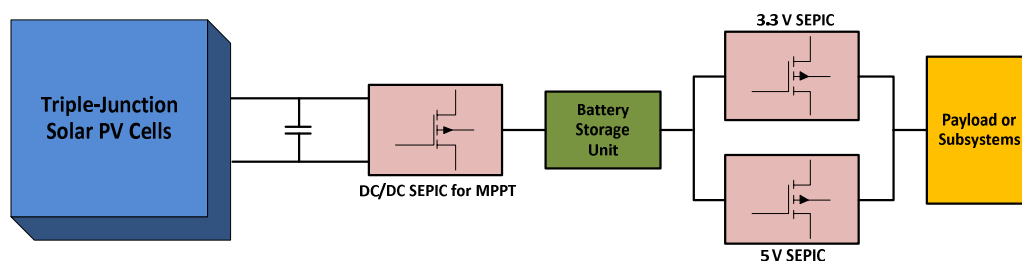 Triple-Junction
Solar PV Cells
DC/DC SEPIC for MPPT
Battery
Storage
Unit
3.3 V SEPIC
5 V SEPIC
Payload or
Subsystems